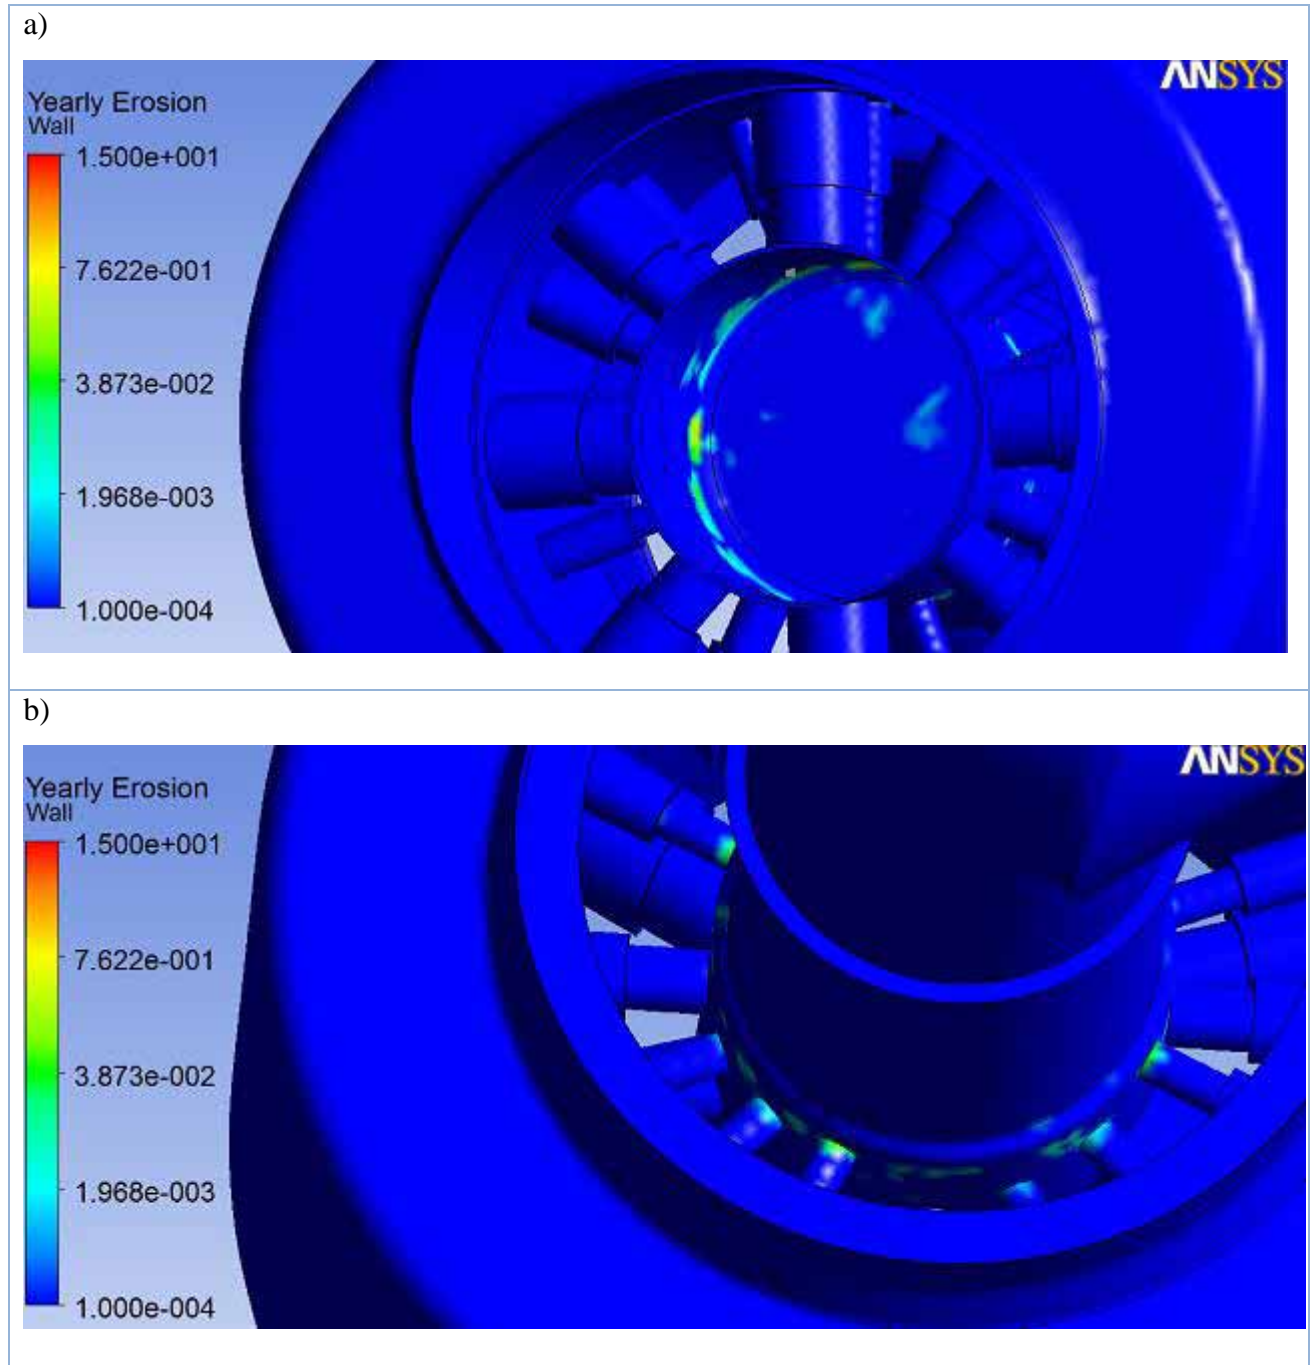 a)
ANSYS
Yearly Erosion
Wall
1.500e+001
7.622e-001
3.873e-002
1.968e-003
1.000e-004
b)
ANSYS
Yearly Erosion
Wall
1.500e+001
7.622e-001
3.873e-002
1.968e-003
1.000e-004